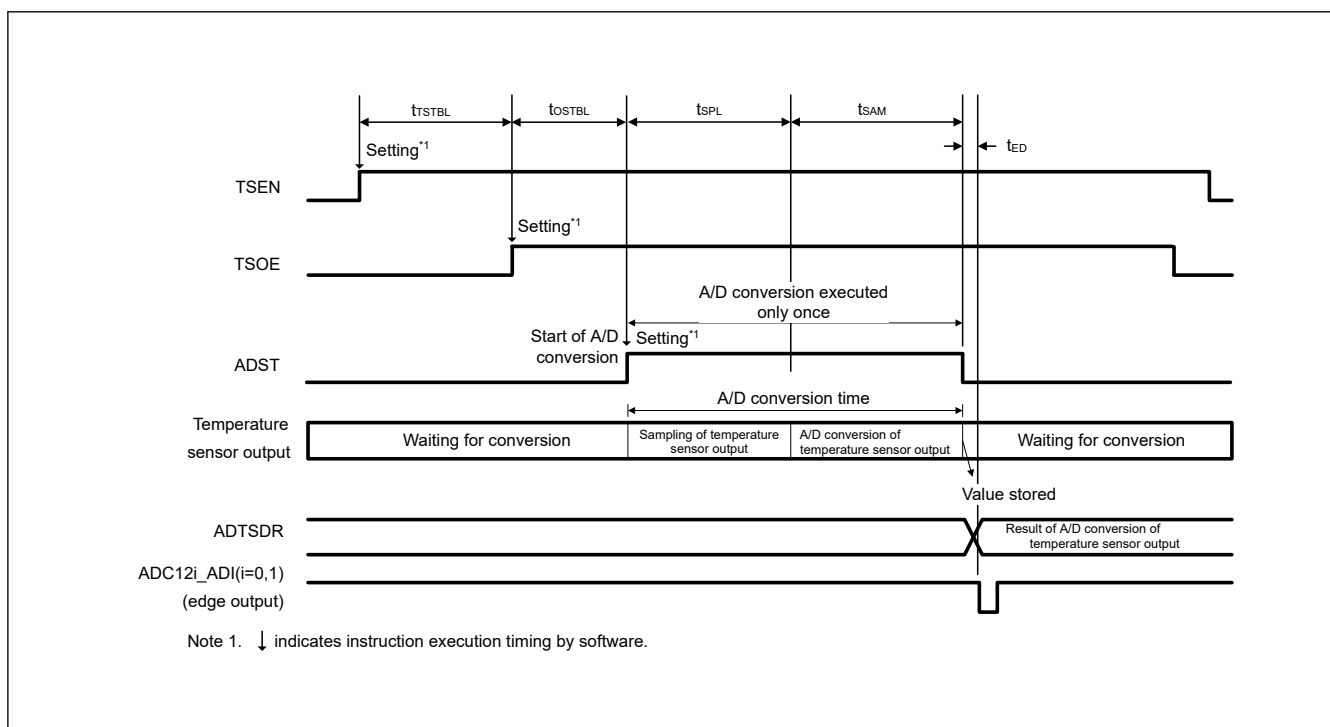 tTSTBL
tOSTBL
tSPL
tSAM
tED
Setting*1
TSEN
Setting*1
TSOE
A/D conversion executed
only once
Start of A/D
conversion
Setting*1
ADST
A/D conversion time
Temperature
sensor output
Waiting for conversion
Sampling of temperature
sensor output
A/D conversion of
temperature sensor output
Waiting for conversion
Value stored
ADTSDR
Result of A/D conversion of
temperature sensor output
ADC12i_ADI(i=0,1)
(edge output)
Note 1. ↓ indicates instruction execution timing by software.